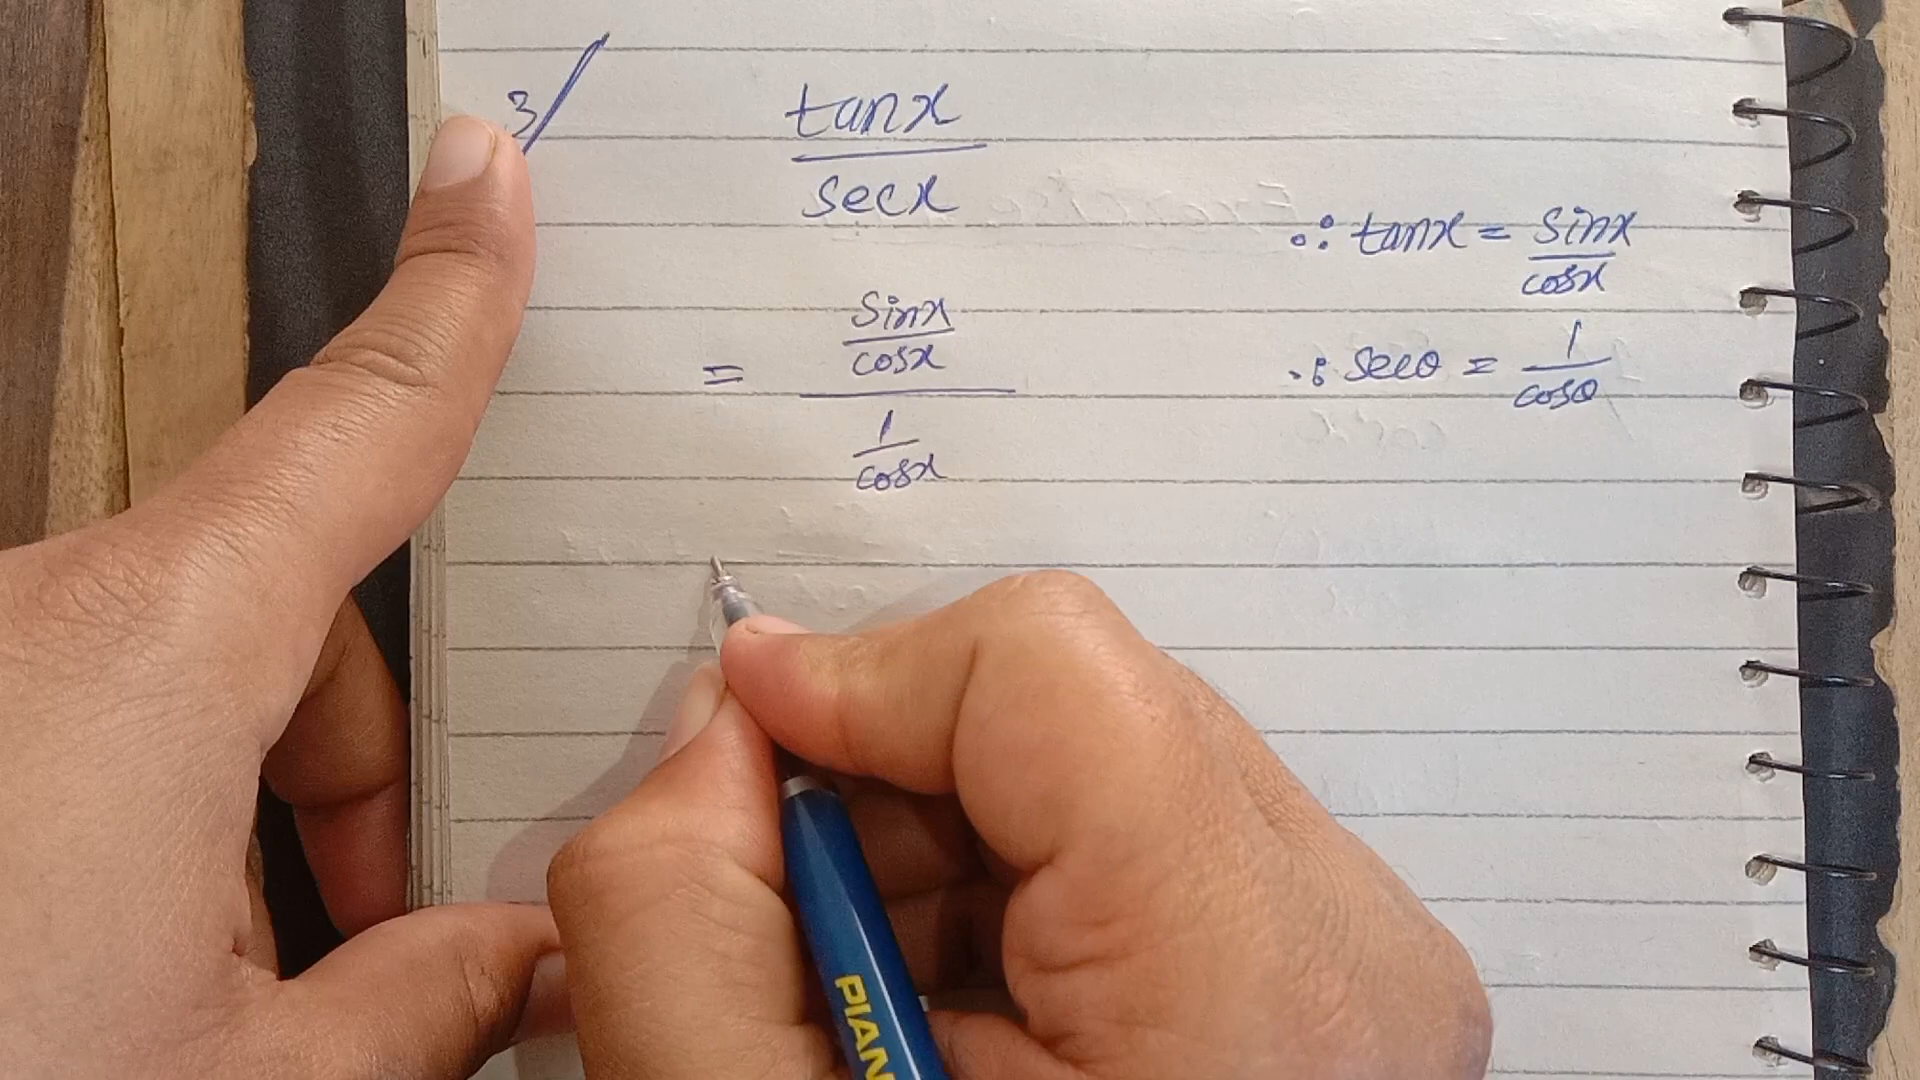 3/
tanx
secx
∵ tanx = sinx
cosx
= sinx
cosx
1
cosx
∵ secθ = 1
cosθ
PIAN